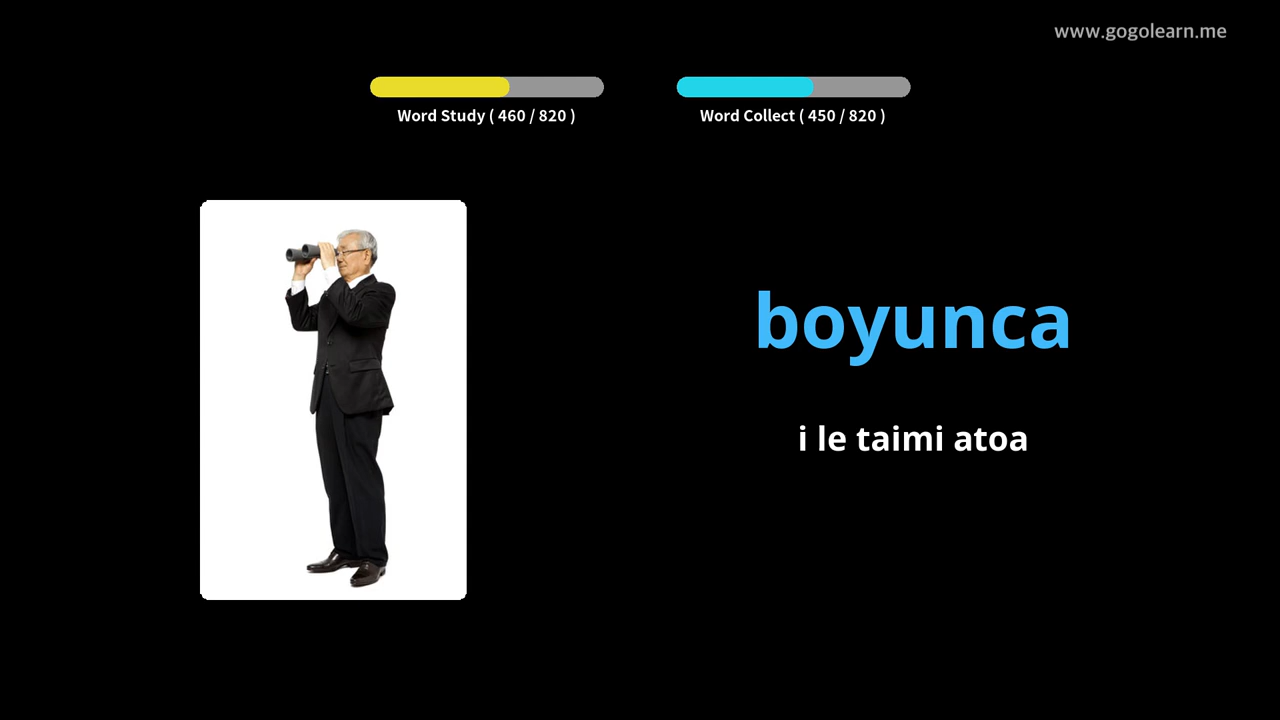 www.gogolearn.me
Word Study ( 460 / 820 )
Word Collect ( 450 / 820 )
boyunca
i le taimi atoa